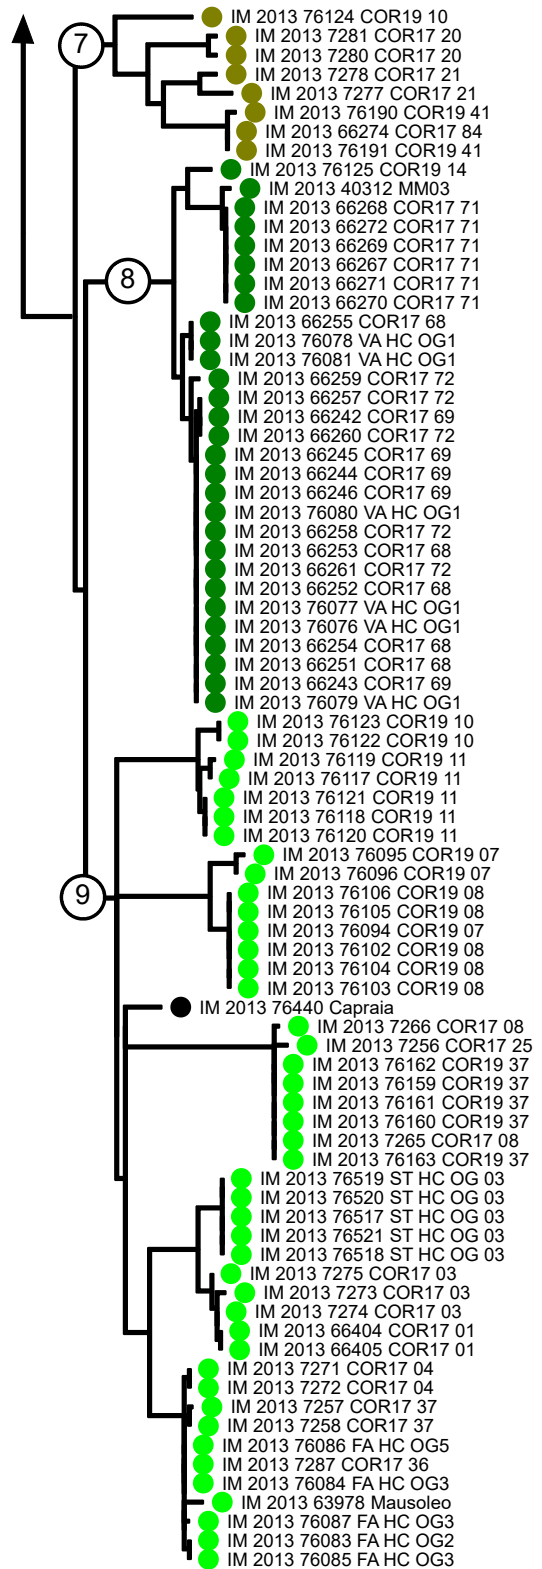 IM 2013 76124 COR19 10
7
IM 2013 7281 COR17 20
IM 2013 7280 COR17 20
IM 2013 7278 COR17 21
IM 2013 7277 COR17 21
IM 2013 76190 COR19 41
IM 2013 66274 COR17 84
IM 2013 76191 COR19 41
IM 2013 76125 COR19 14
IM 2013 40312 MM03
IM 2013 66268 COR17 71
IM 2013 66272 COR17 71
IM 2013 66269 COR17 71
IM 2013 66267 COR17 71
8
IM 2013 66271 COR17 71
IM 2013 66270 COR17 71
IM 2013 66255 COR17 68
IM 2013 76078 VA HC OG1
IM 2013 76081 VA HC OG1
IM 2013 66259 COR17 72
IM 2013 66257 COR17 72
IM 2013 66242 COR17 69
IM 2013 66260 COR17 72
IM 2013 66245 COR17 69
IM 2013 66244 COR17 69
IM 2013 66246 COR17 69
IM 2013 76080 VA HC OG1
IM 2013 66258 COR17 72
IM 2013 66253 COR17 68
IM 2013 66261 COR17 72
IM 2013 66252 COR17 68
IM 2013 76077 VA HC OG1
IM 2013 76076 VA HC OG1
IM 2013 66254 COR17 68
IM 2013 66251 COR17 68
IM 2013 66243 COR17 69
IM 2013 76079 VA HC OG1
IM 2013 76123 COR19 10
IM 2013 76122 COR19 10
IM 2013 76119 COR19 11
IM 2013 76117 COR19 11
IM 2013 76121 COR19 11
IM 2013 76118 COR19 11
IM 2013 76120 COR19 11
IM 2013 76095 COR19 07
IM 2013 76096 COR19 07
IM 2013 76106 COR19 08
9
IM 2013 76105 COR19 08
IM 2013 76094 COR19 07
IM 2013 76102 COR19 08
IM 2013 76104 COR19 08
IM 2013 76103 COR19 08
IM 2013 76440 Capraia
IM 2013 7266 COR17 08
IM 2013 7256 COR17 25
IM 2013 76162 COR19 37
IM 2013 76159 COR19 37
IM 2013 76161 COR19 37
IM 2013 76160 COR19 37
IM 2013 7265 COR17 08
IM 2013 76163 COR19 37
IM 2013 76519 ST HC OG 03
IM 2013 76520 ST HC OG 03
IM 2013 76517 ST HC OG 03
IM 2013 76521 ST HC OG 03
IM 2013 76518 ST HC OG 03
IM 2013 7275 COR17 03
IM 2013 7273 COR17 03
IM 2013 7274 COR17 03
IM 2013 66404 COR17 01
IM 2013 66405 COR17 01
IM 2013 7271 COR17 04
IM 2013 7272 COR17 04
IM 2013 7257 COR17 37
IM 2013 7258 COR17 37
IM 2013 76086 FA HC OG5
IM 2013 7287 COR17 36
IM 2013 76084 FA HC OG3
IM 2013 63978 Mausoleo
IM 2013 76087 FA HC OG3
IM 2013 76083 FA HC OG2
IM 2013 76085 FA HC OG3